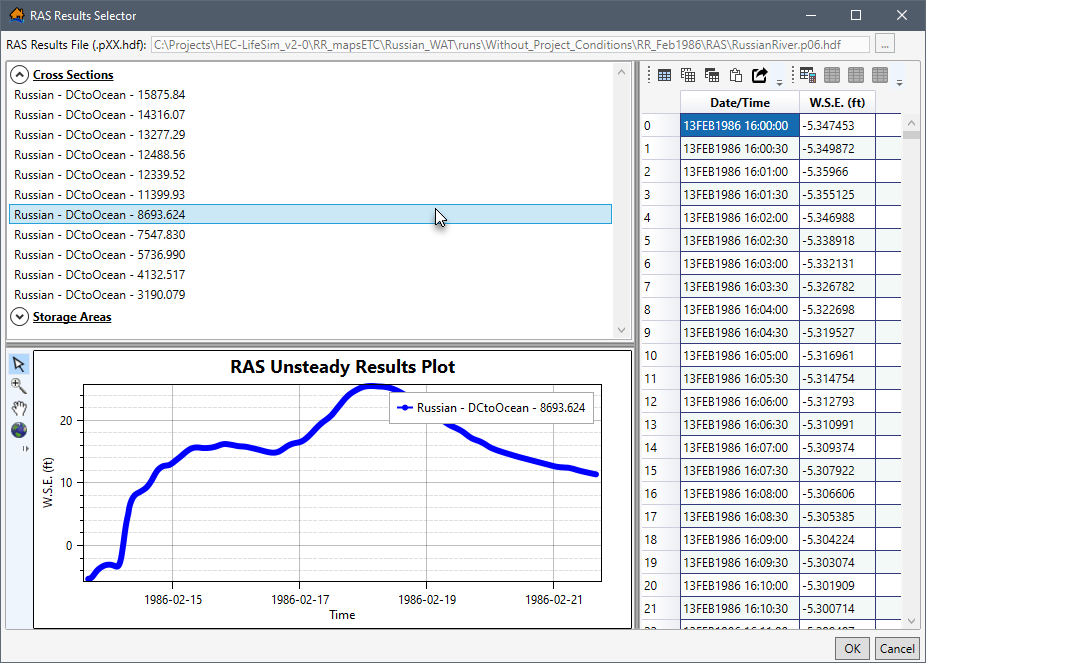 RAS Results Selector
RAS Results File (.pXX.hdf): C:\Projects\HEC-LifeSim_v2-0\RR_mapsETC\Russian_WAT\runs\Without_Project_Conditions\RR_Feb1986\RAS\RussianRiver.p06.hdf ...
Cross Sections
Russian - DCtoOcean - 15875.84
Russian - DCtoOcean - 14316.07
Russian - DCtoOcean - 13277.29
Russian - DCtoOcean - 12488.56
Russian - DCtoOcean - 12339.52
Russian - DCtoOcean - 11399.93
Russian - DCtoOcean - 8693.624
Russian - DCtoOcean - 7547.830
Russian - DCtoOcean - 5736.990
Russian - DCtoOcean - 4132.517
Russian - DCtoOcean - 3190.079
Storage Areas
RAS Unsteady Results Plot
Russian - DCtoOcean - 8693.624
W.S.E. (ft)
20
10
0
1986-02-15 1986-02-17 1986-02-19 1986-02-21
Time
Date/Time W.S.E. (ft)
0 13FEB1986 16:00:00 -5.347453
1 13FEB1986 16:00:30 -5.349872
2 13FEB1986 16:01:00 -5.35966
3 13FEB1986 16:01:30 -5.355125
4 13FEB1986 16:02:00 -5.346988
5 13FEB1986 16:02:30 -5.338918
6 13FEB1986 16:03:00 -5.332131
7 13FEB1986 16:03:30 -5.326782
8 13FEB1986 16:04:00 -5.322698
9 13FEB1986 16:04:30 -5.319527
10 13FEB1986 16:05:00 -5.316961
11 13FEB1986 16:05:30 -5.314754
12 13FEB1986 16:06:00 -5.312793
13 13FEB1986 16:06:30 -5.310991
14 13FEB1986 16:07:00 -5.309374
15 13FEB1986 16:07:30 -5.307922
16 13FEB1986 16:08:00 -5.306606
17 13FEB1986 16:08:30 -5.305385
18 13FEB1986 16:09:00 -5.304224
19 13FEB1986 16:09:30 -5.303074
20 13FEB1986 16:10:00 -5.301909
21 13FEB1986 16:10:30 -5.300714
OK Cancel